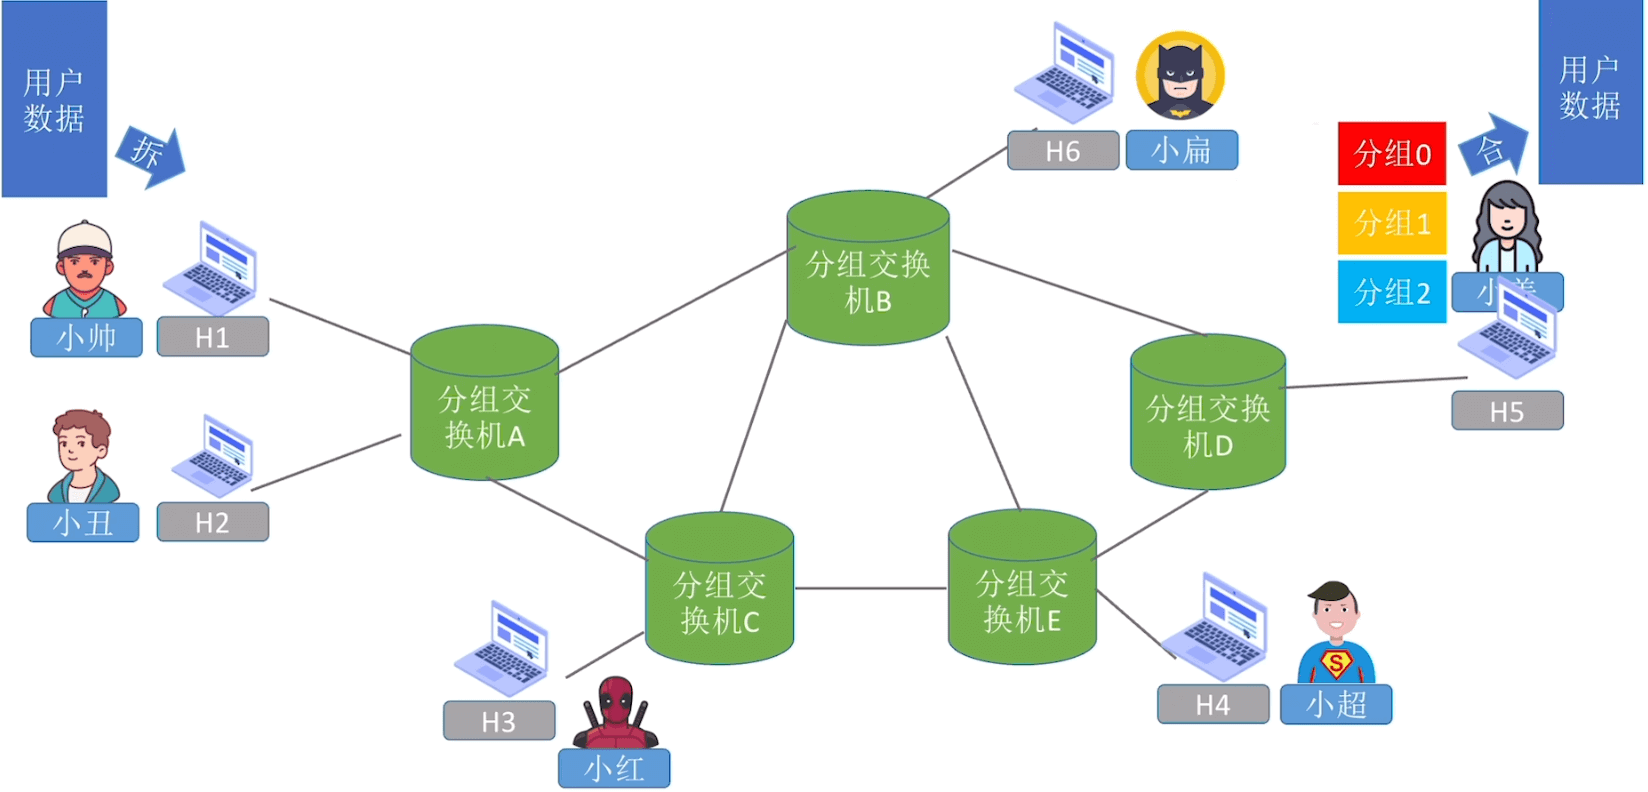 用户
数据
拆
小帅
H1
小丑
H2
分组交
换机A
分组交换
机B
H6
小扁
分组0
分组1
分组2
合
用户
数据
小美
H5
分组交换
机D
分组交
换机C
分组交
换机E
H3
小红
H4
小超
S